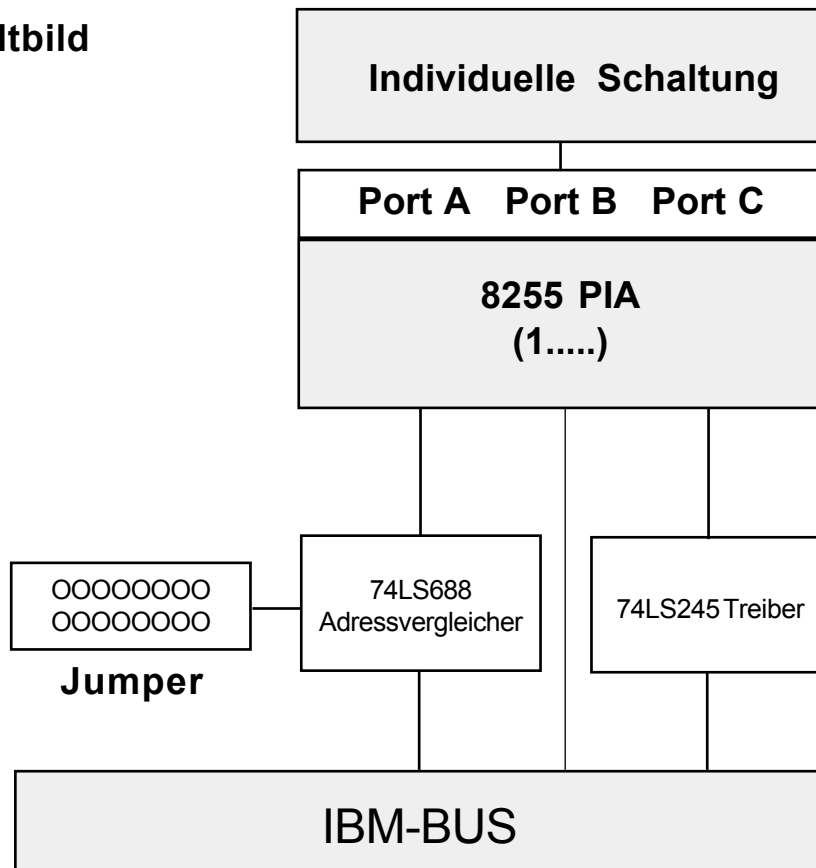 ltbild
Individuelle Schaltung
Port A Port B Port C
8255 PIA
(1.....)
OOOOOOOO
OOOOOOOO
74LS688
Adressvergleicher
74LS245 Treiber
Jumper
IBM-BUS